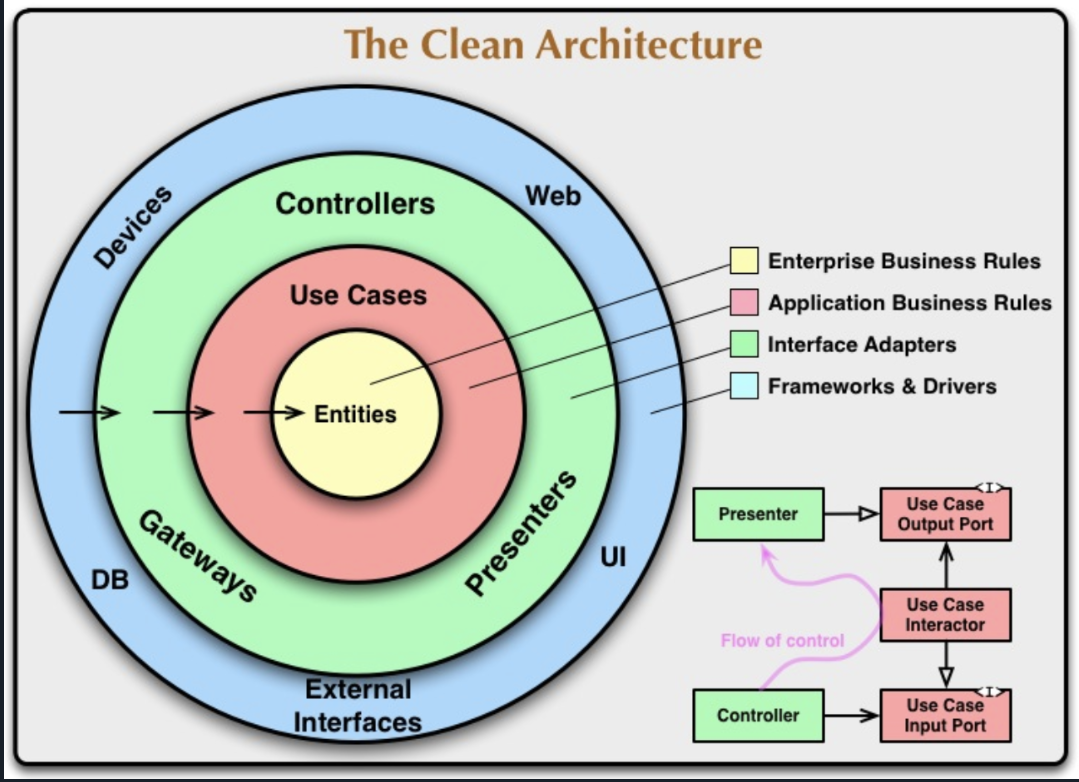 The Clean Architecture
Devices
Controllers
Web
Use Cases
Entities
Gateways
Presenters
DB
UI
External
Interfaces
Enterprise Business Rules
Application Business Rules
Interface Adapters
Frameworks & Drivers
Presenter
<I>
Use Case
Output Port
Use Case
Interactor
Flow of control
Controller
<I>
Use Case
Input Port